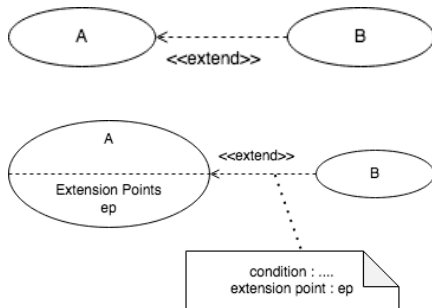 A
B
<<extend>>
A
<<extend>>
B
Extension Points
ep
condition : ....
extension point : ep